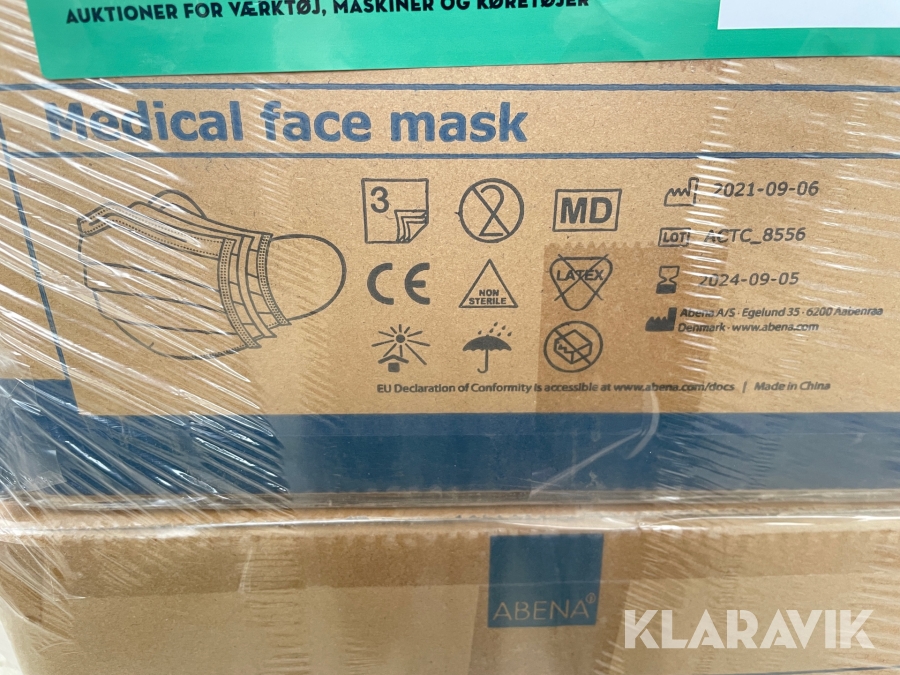 AUKTIONER FOR VÆRKTØJ, MASKINER OG KØRETØJER
Medical face mask
3
2
MD
2021-09-06
LOT
ACTC_8556
CE
NON
STERILE
LATEX
2024-09-05
Abena A/S · Egelund 35 · 6200 Aabenraa
Denmark · www.abena.com
EU Declaration of Conformity is accessible at www.abena.com/docs | Made in China
ABENA®
KLARAVIK